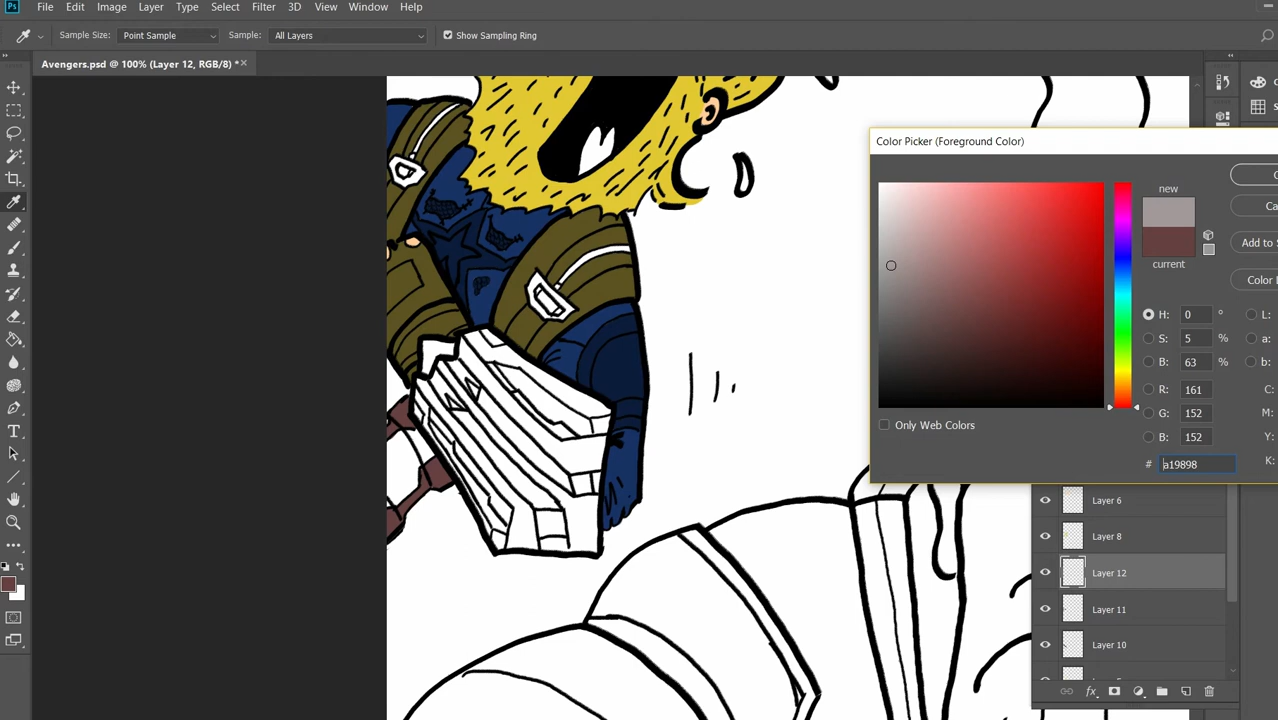 Ps File Edit Image Layer Type Select Filter 3D View Window Help
Sample Size: Point Sample Sample: All Layers Show Sampling Ring
Avengers.psd @ 100% (Layer 12, RGB/8) *
Color Picker (Foreground Color)
new
current
Ca
Add to S
Color L
H: 0 ° L:
S: 5 % a:
B: 63 % b:
R: 161 C:
G: 152 M:
B: 152 Y:
# a19898 K:
Only Web Colors
Layer 6
Layer 8
Layer 12
Layer 11
Layer 10
fx